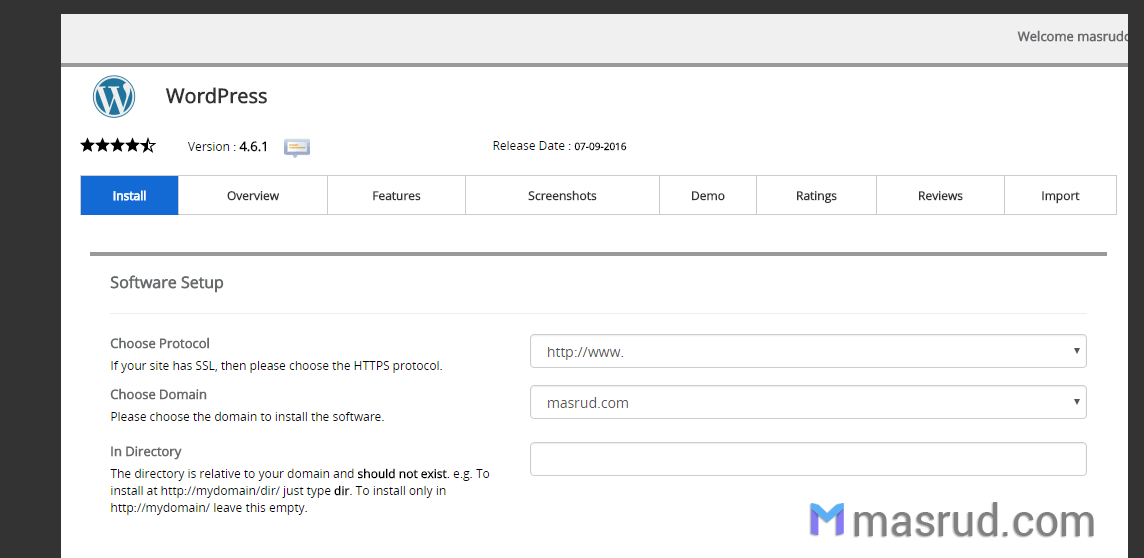 Welcome masrud
WordPress
Version : 4.6.1
Release Date : 07-09-2016
Install Overview Features Screenshots Demo Ratings Reviews Import
Software Setup
Choose Protocol
If your site has SSL, then please choose the HTTPS protocol.
http://www.
Choose Domain
Please choose the domain to install the software.
masrud.com
In Directory
The directory is relative to your domain and should not exist. e.g. To
install at http://mydomain/dir/ just type dir. To install only in
http://mydomain/ leave this empty.
masrud.com